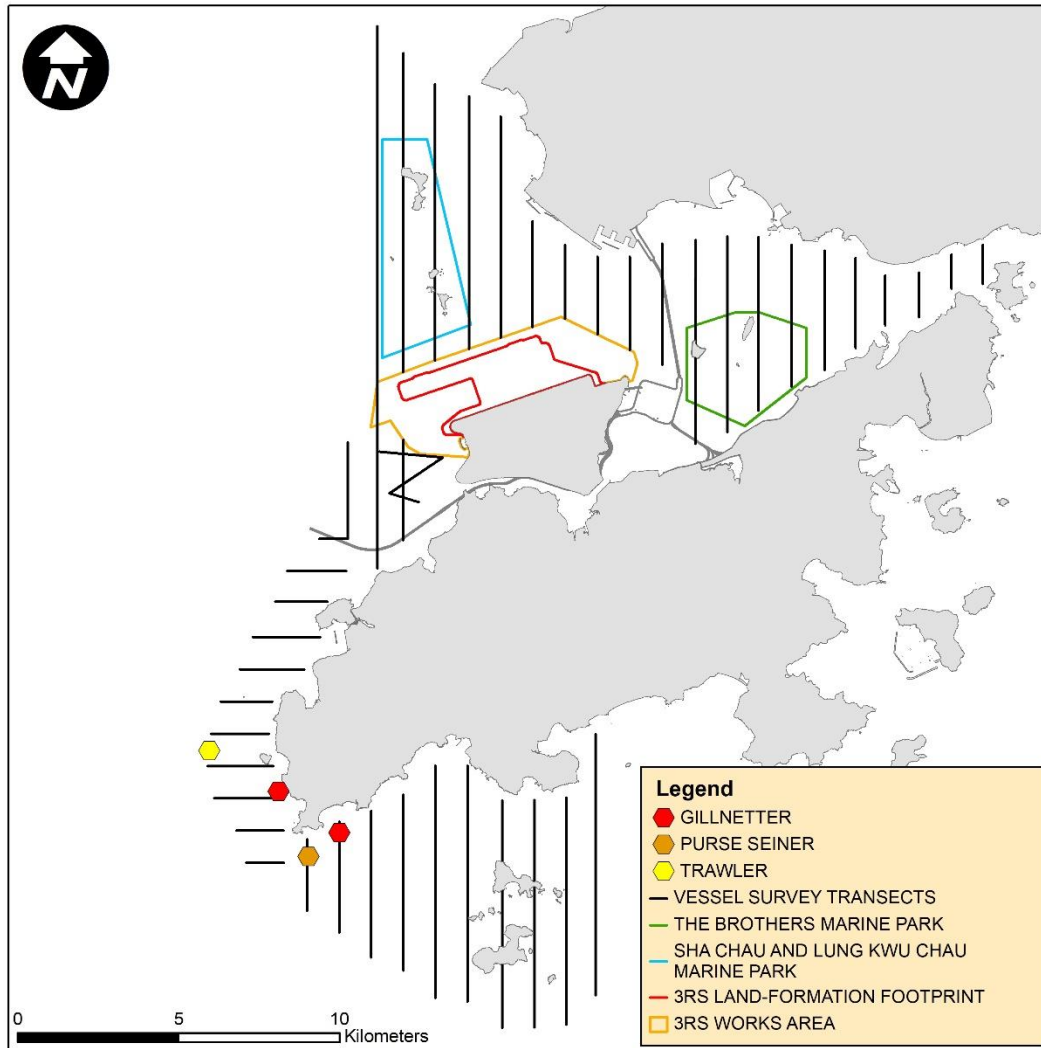 N
Legend
GILLNETTER
PURSE SEINER
TRAWLER
VESSEL SURVEY TRANSECTS
THE BROTHERS MARINE PARK
SHA CHAU AND LUNG KWU CHAU
MARINE PARK
3RS LAND-FORMATION FOOTPRINT
3RS WORKS AREA
0 5 10
Kilometers